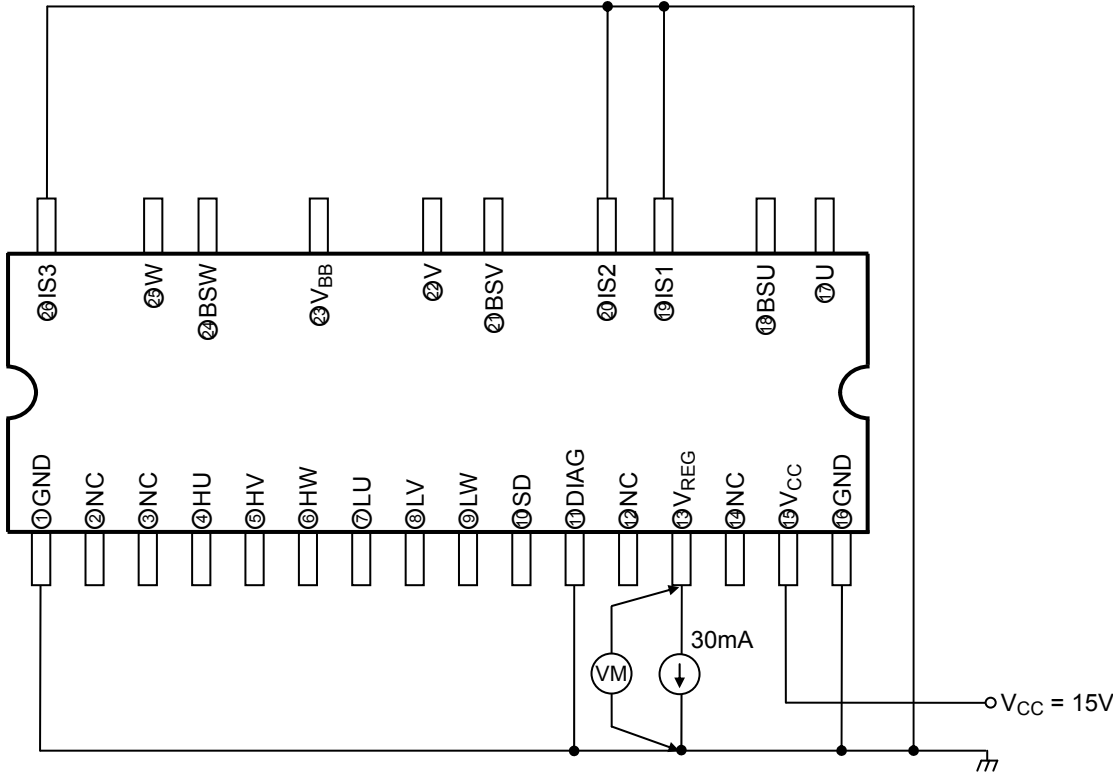 ㉖IS3
㉕W
㉔BSW
㉓VBB
㉒V
㉑BSV
⑳IS2
⑲IS1
⑱BSU
⑰U
①GND
②NC
③NC
④HU
⑤HV
⑥HW
⑦LU
⑧LV
⑨LW
⑩SD
⑪DIAG
⑫NC
⑬VREG
⑭NC
⑮VCC
⑯GND
30mA
VM
VCC = 15V